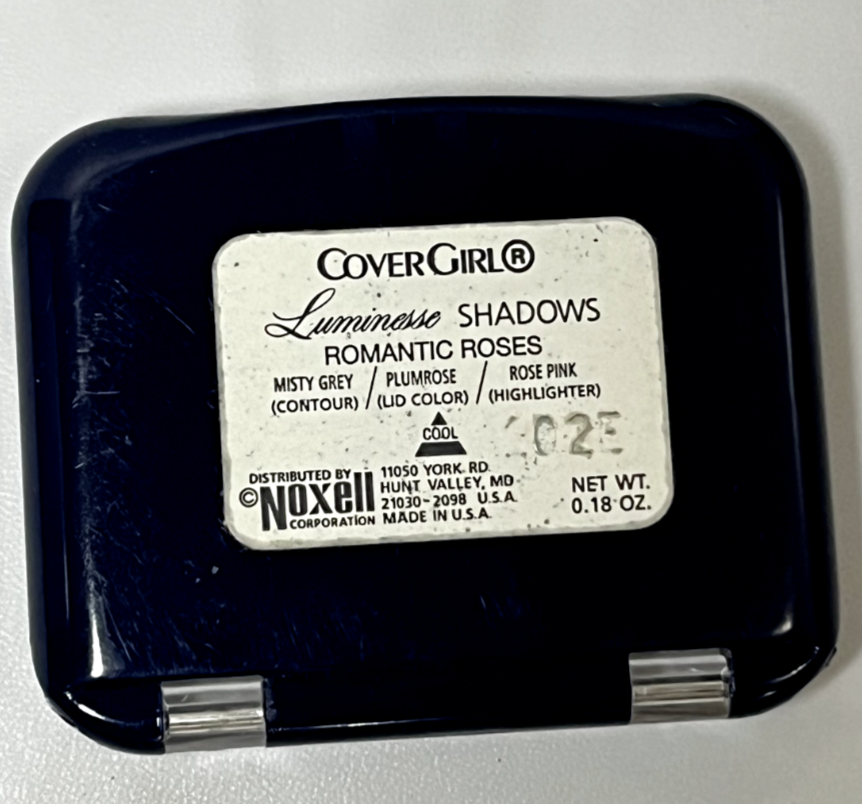 COVERGIRL®
Luminesse SHADOWS
ROMANTIC ROSES
MISTY GREY / PLUMROSE / ROSE PINK
(CONTOUR) / (LID COLOR) / (HIGHLIGHTER)
COOL
DISTRIBUTED BY
© Noxell
CORPORATION
11050 YORK RD.
HUNT VALLEY, MD
21030-2098 U.S.A.
MADE IN U.S.A.
NET WT.
0.18 OZ.